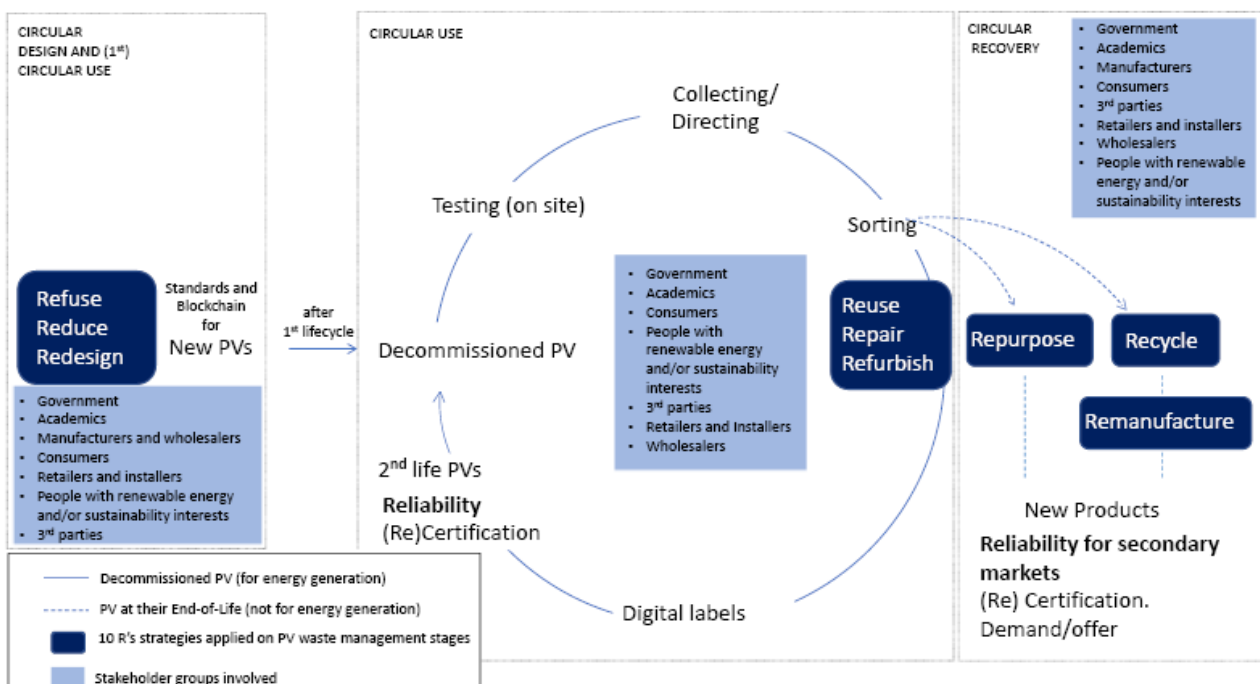 CIRCULAR
DESIGN AND (1st)
CIRCULAR USE
Refuse
Reduce
Redesign
Standards and
Blockchain
for
New PVs
• Government
• Academics
• Manufacturers and wholesalers
• Consumers
• Retailers and installers
• People with renewable energy
and/or sustainability interests
• 3rd parties
after
1st lifecycle
CIRCULAR USE
Collecting/
Directing
Testing (on site)
Sorting
Decommissioned PV
• Government
• Academics
• Consumers
• People with
renewable energy
and/or sustainability
interests
• 3rd parties
• Retailers and Installers
• Wholesalers
Reuse
Repair
Refurbish
2nd life PVs
Reliability
(Re)Certification
Digital labels
CIRCULAR
RECOVERY
• Government
• Academics
• Manufacturers
• Consumers
• 3rd parties
• Retailers and installers
• Wholesalers
• People with renewable
energy and/or
sustainability interests
Repurpose
Recycle
Remanufacture
New Products
Reliability for secondary
markets
(Re) Certification.
Demand/offer
Decommissioned PV (for energy generation)
PV at their End-of-Life (not for energy generation)
10 R's strategies applied on PV waste management stages
Stakeholder groups involved